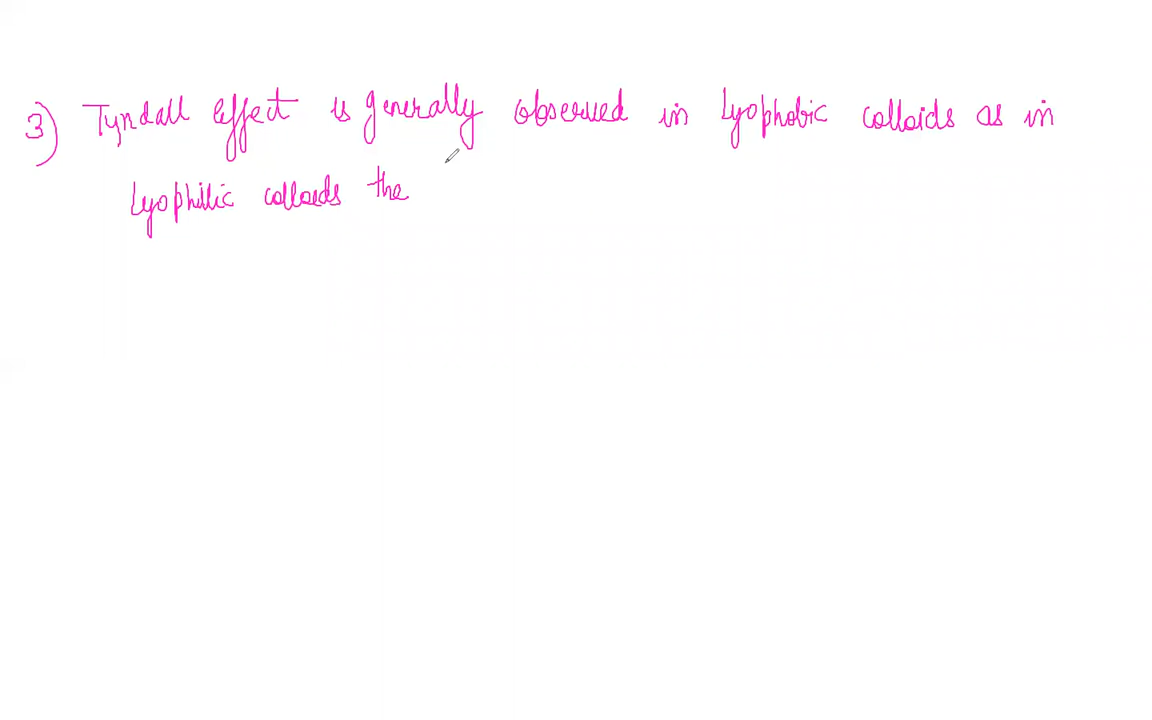 3) Tyndall effect is generally observed in Lyophobic colloids as in
Lyophilic colloids the